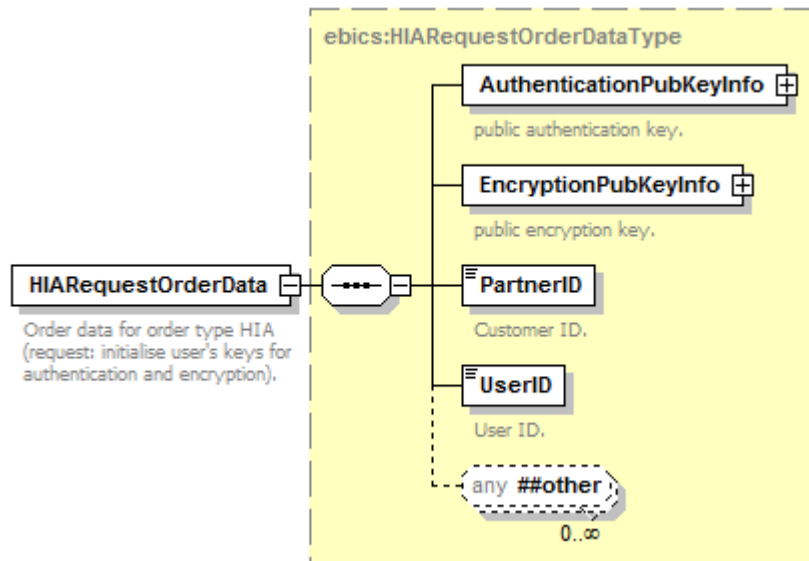 ebics:HIARequestOrderDataType
AuthenticationPubKeyInfo
public authentication key.
EncryptionPubKeyInfo
public encryption key.
HIARequestOrderData
Order data for order type HIA
(request: initialise user's keys for
authentication and encryption).
PartnerID
Customer ID.
UserID
User ID.
any ##other
0..∞